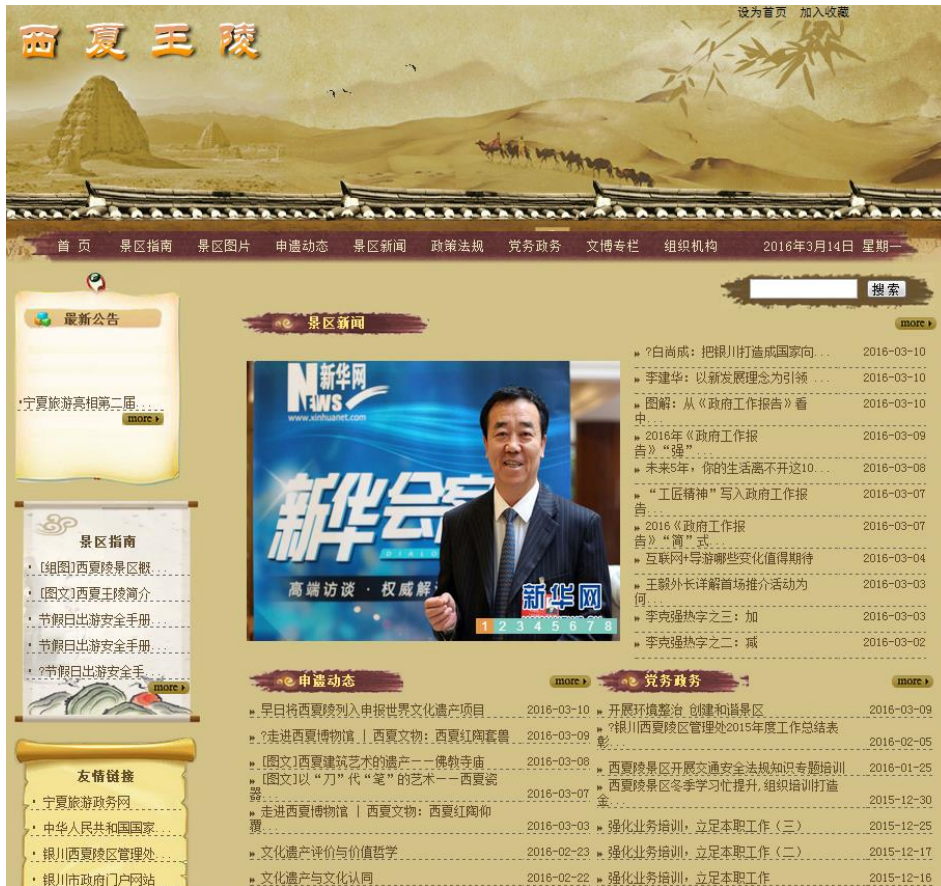 设为首页 加入收藏
西夏王陵
首 页 景区指南 景区图片 申遗动态 景区新闻 政策法规 党务政务 文博专栏 组织机构 2016年3月14日 星期一
搜索
最新公告
·宁夏旅游亮相第二届...
more
景区指南
· [组图]西夏陵景区概...
· [图文]西夏王陵简介
· 节假日出游安全手册...
· 节假日出游安全手册...
· ?节假日出游安全手...
more
友情链接
· 宁夏旅游政务网
· 中华人民共和国国家...
· 银川西夏陵区管理处...
· 银川市政府门户网站
景区新闻
more
新华网
NEWS
www.xinhuanet.com
新华会客
DIALO
高端访谈 · 权威解
新华网
1 2 3 4 5 6 7 8
?白尚成：把银川打造成国家向... 2016-03-10
李建华：以新发展理念为引领 ... 2016-03-10
图解：从《政府工作报告》看 2016-03-10
中...
2016年《政府工作报 2016-03-09
告》“强”...
未来5年，你的生活离不开这10... 2016-03-08
“工匠精神”写入政府工作报 2016-03-07
告...
2016《政府工作报 2016-03-07
告》“简”式...
互联网+导游哪些变化值得期待 2016-03-04
王毅外长详解首场推介活动为 2016-03-03
何...
李克强热字之三：加 2016-03-03
李克强热字之二：减 2016-03-02
申遗动态
more
早日将西夏陵列入申报世界文化遗产项目 2016-03-10
?走进西夏博物馆 | 西夏文物：西夏红陶套兽 2016-03-09
[图文]西夏建筑艺术的遗产——佛教寺庙 2016-03-08
[图文]以“刀”代“笔”的艺术——西夏瓷
器... 2016-03-07
走进西夏博物馆 | 西夏文物：西夏红陶仰
覆... 2016-03-03
文化遗产评价与价值哲学 2016-02-23
文化遗产与文化认同 2016-02-22
党务政务
more
开展环境整治 创建和谐景区 2016-03-09
?银川西夏陵区管理处2015年度工作总结表
彰... 2016-02-05
西夏陵景区开展交通安全法规知识专题培训 2016-01-25
西夏陵景区冬季学习忙提升,组织培训打造
金... 2015-12-30
强化业务培训，立足本职工作（三） 2015-12-25
强化业务培训，立足本职工作（二） 2015-12-17
强化业务培训，立足本职工作 2015-12-16